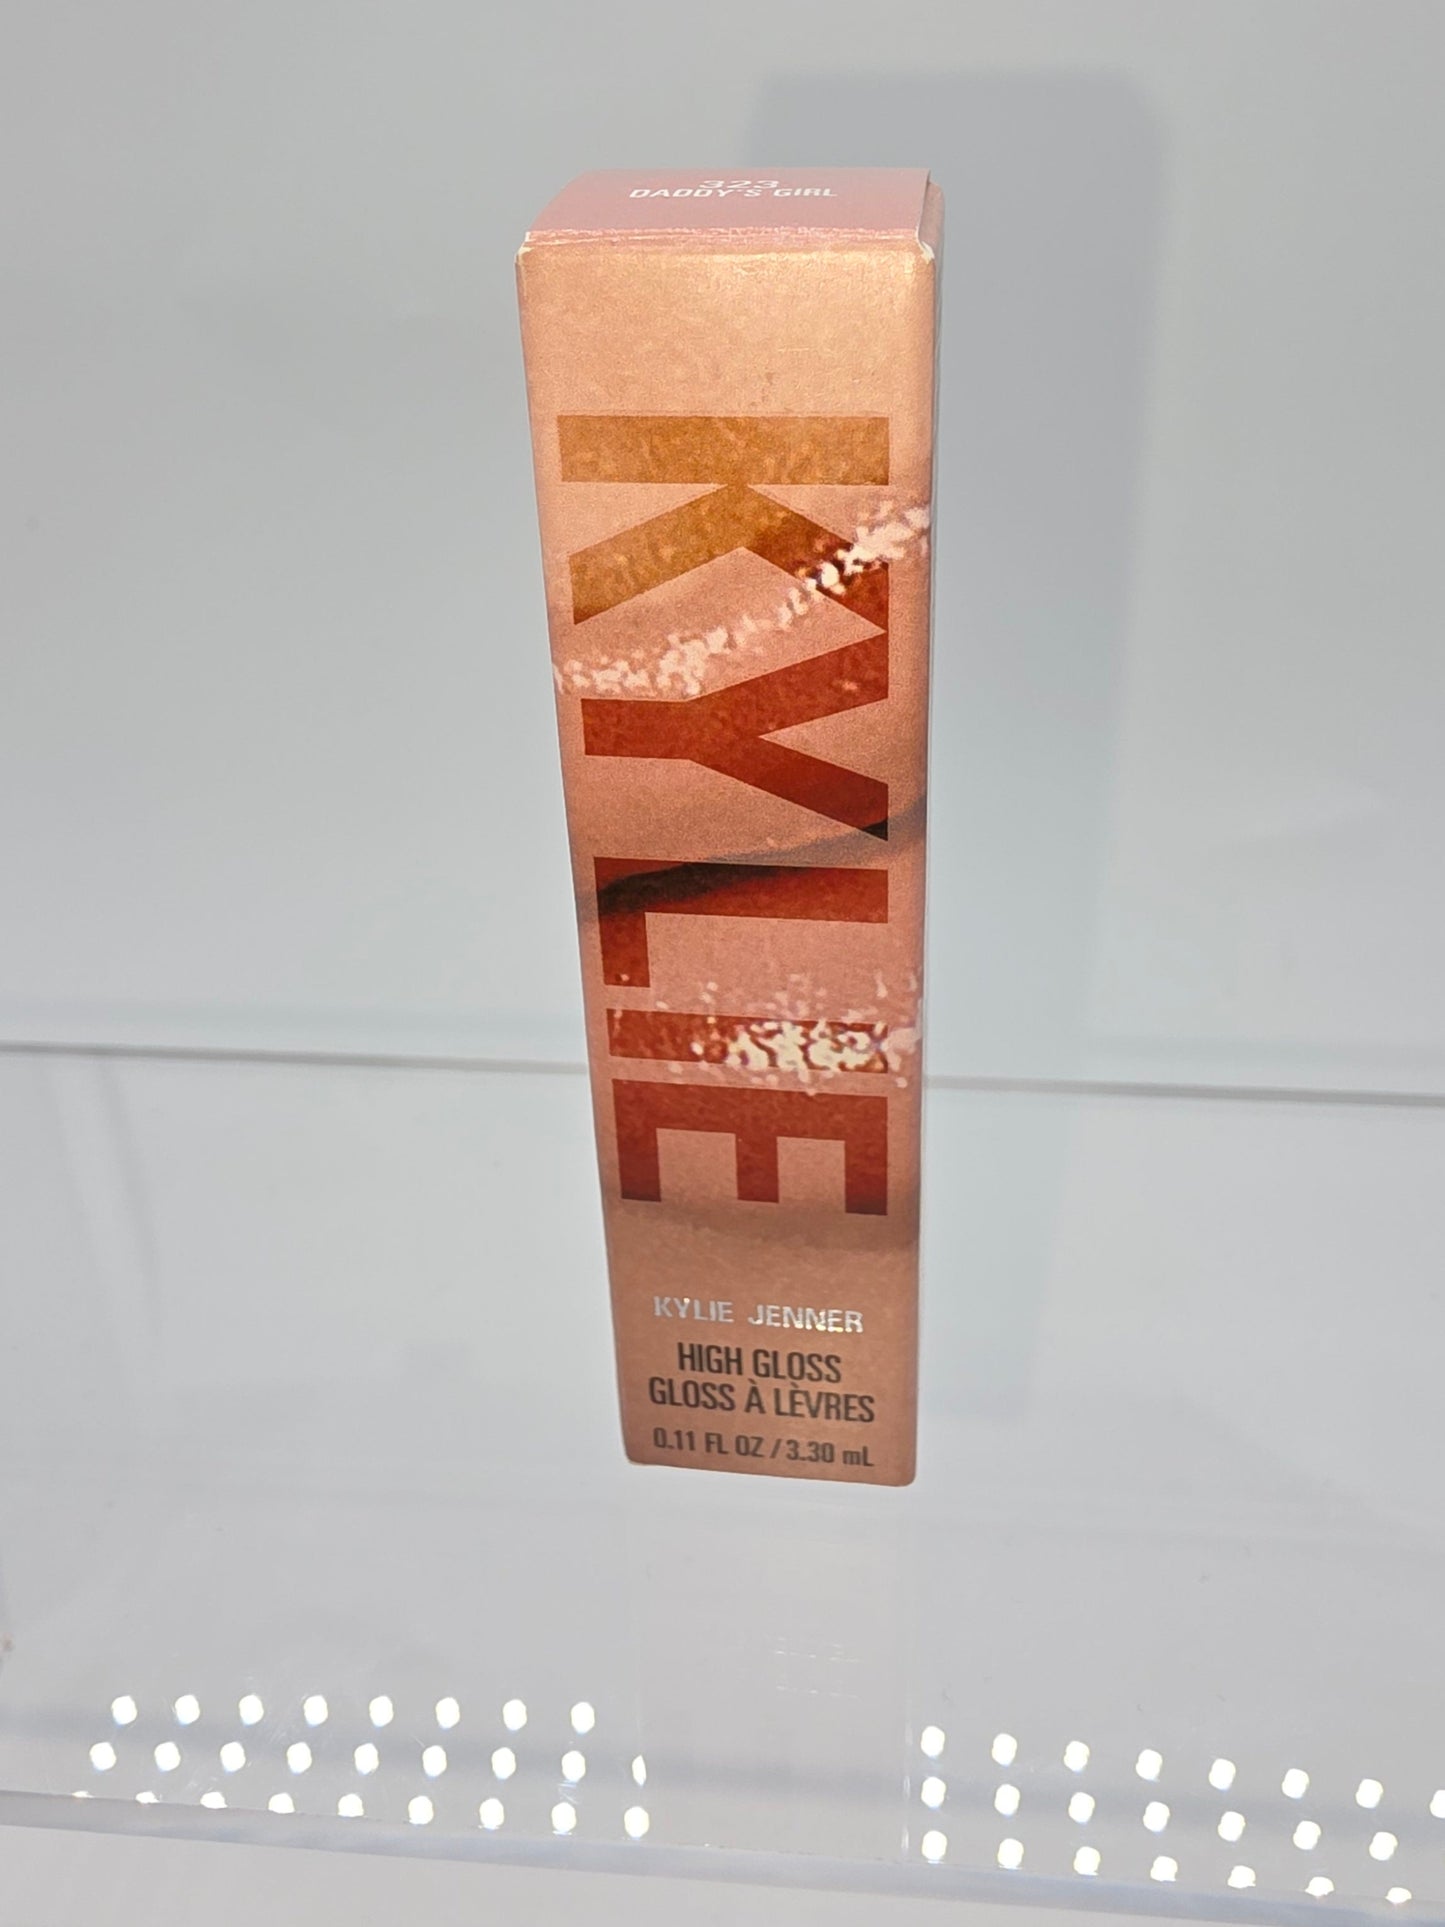 323
DADDY'S GIRL
KYLIE
KYLIE JENNER
HIGH GLOSS
GLOSS À LÈVRES
0.11 FL OZ / 3.30 mL